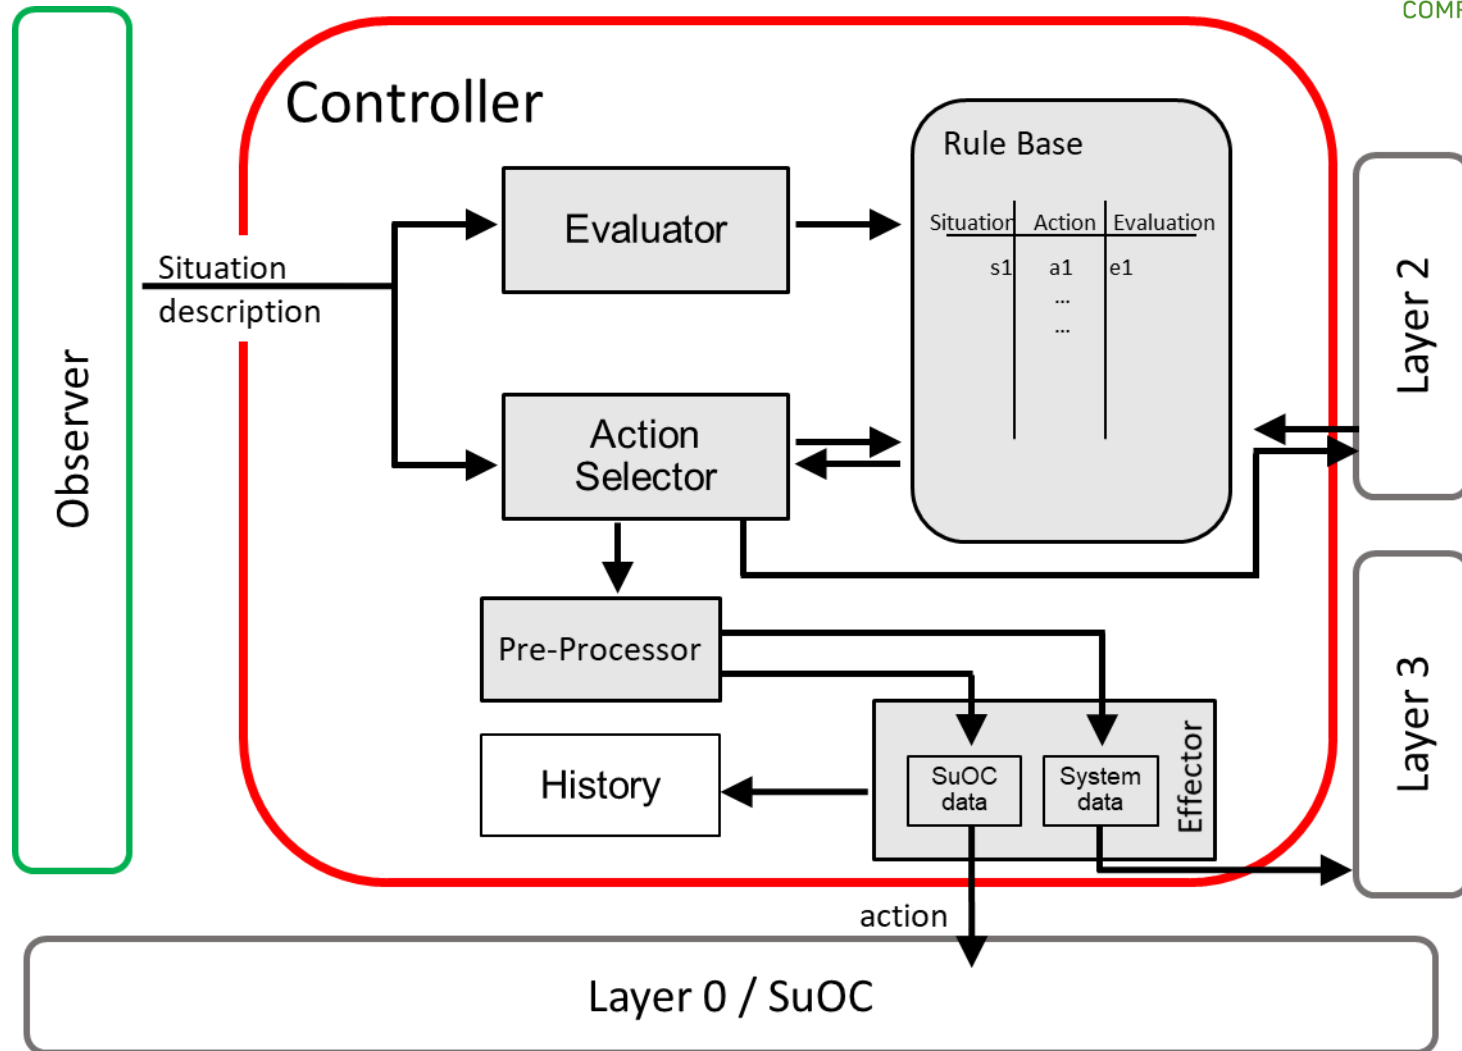 COMP
Controller
Rule Base
Situation Action Evaluation
s1 a1 e1
...
...
Evaluator
Situation
description
Observer
Action
Selector
Layer 2
Pre-Processor
Layer 3
History
SuOC
data
System
data
Effector
action
Layer 0 / SuOC